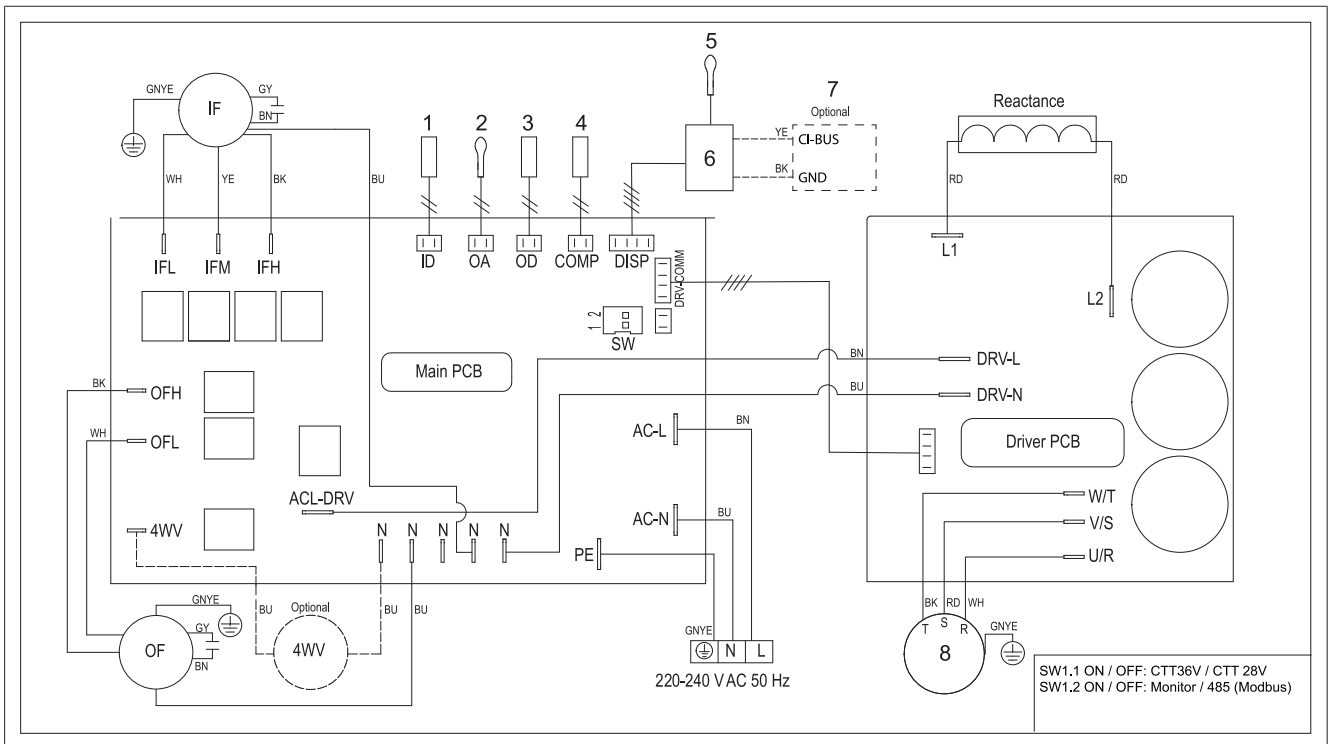 5
7
Optional
Reactance
GNYE
IF
GY
BN
1
2
3
4
6
YE
CI-BUS
BK
GND
WH
YE
BK
BU
RD
RD
IFL
IFM
IFH
ID
OA
OD
COMP
DISP
DRV-COMM
L1
L2
1 2
SW
Main PCB
BN
DRV-L
BU
DRV-N
BK
OFH
WH
OFL
AC-L
BN
Driver PCB
ACL-DRV
AC-N
BU
W/T
V/S
U/R
4WV
N
N
N
N
N
PE
GNYE
BU
Optional
BU
BU
BK
RD
WH
T
S
R
GNYE
OF
GY
BN
4WV
GNYE
N
L
8
220-240 V AC 50 Hz
SW1.1 ON / OFF: CTT36V / CTT 28V
SW1.2 ON / OFF: Monitor / 485 (Modbus)